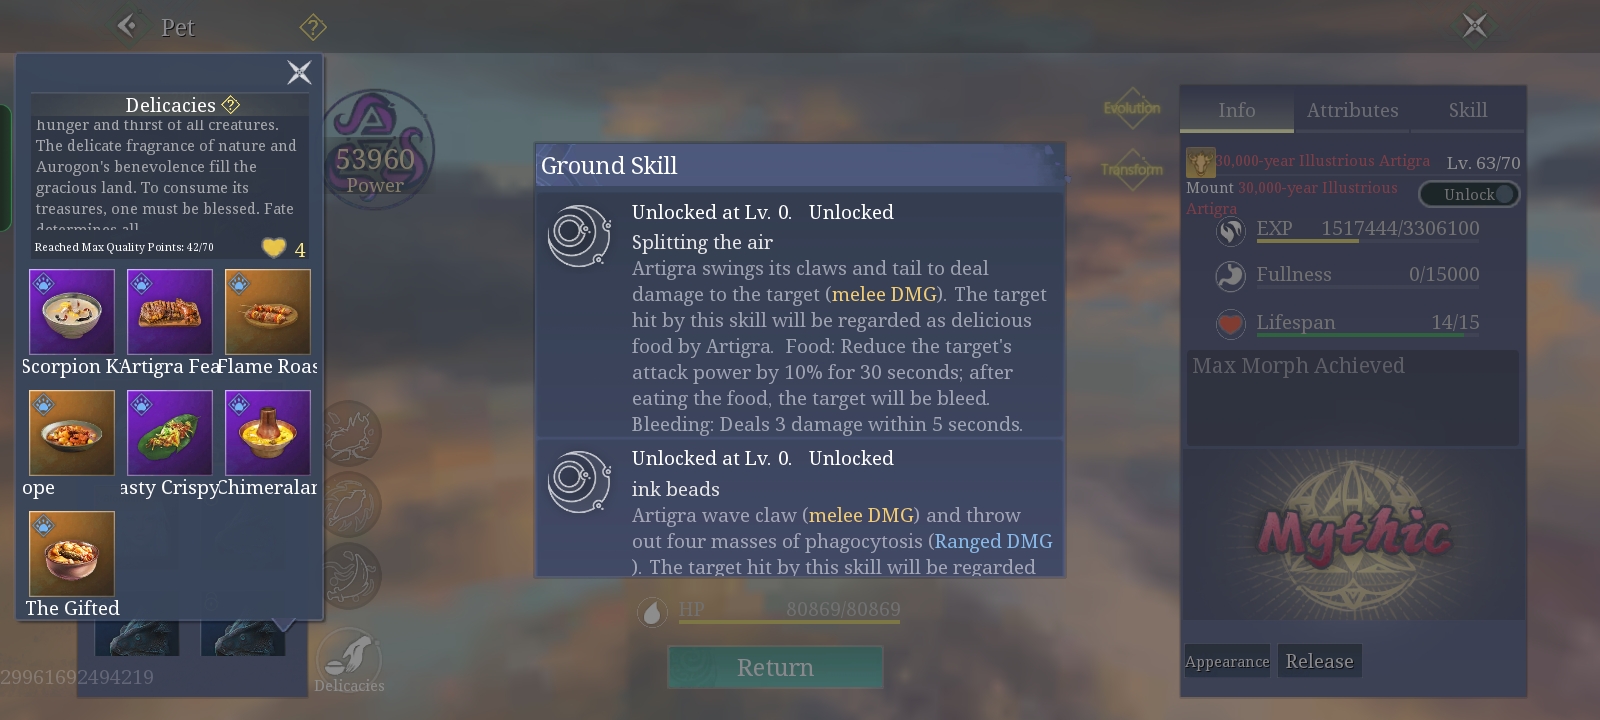 Pet
Delicacies
hunger and thirst of all creatures.
The delicate fragrance of nature and
Aurogon's benevolence fill the
gracious land. To consume its
treasures, one must be blessed. Fate
determines all
Reached Max Quality Points: 42/70
4
Scorpion K
Artigra Fea
Flame Roas
ope
asty Crispy
Chimeralan
The Gifted
29961692494219
53960
Power
Delicacies
Ground Skill
Unlocked at Lv. 0. Unlocked
Splitting the air
Artigra swings its claws and tail to deal
damage to the target (melee DMG). The target
hit by this skill will be regarded as delicious
food by Artigra. Food: Reduce the target's
attack power by 10% for 30 seconds; after
eating the food, the target will be bleed.
Bleeding: Deals 3 damage within 5 seconds.
Unlocked at Lv. 0. Unlocked
ink beads
Artigra wave claw (melee DMG) and throw
out four masses of phagocytosis (Ranged DMG
). The target hit by this skill will be regarded
HP 80869/80869
Return
Evolution
Transform
Info Attributes Skill
30,000-year Illustrious Artigra Lv. 63/70
Mount 30,000-year Illustrious
Artigra
Unlock
EXP 1517444/3306100
Fullness 0/15000
Lifespan 14/15
Max Morph Achieved
Mythic
Appearance Release